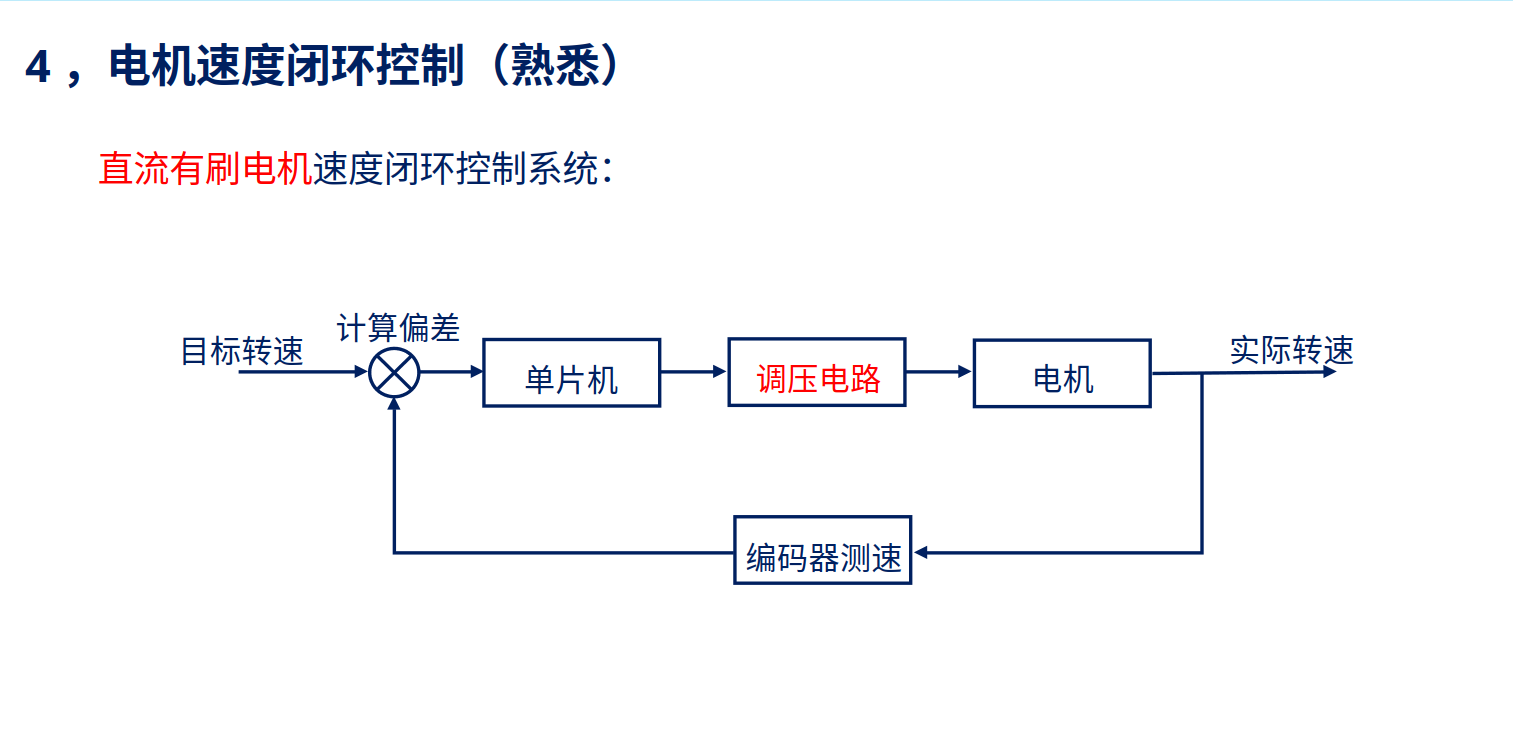 4，电机速度闭环控制（熟悉）
直流有刷电机速度闭环控制系统：
计算偏差
目标转速
实际转速
单片机
调压电路
电机
编码器测速